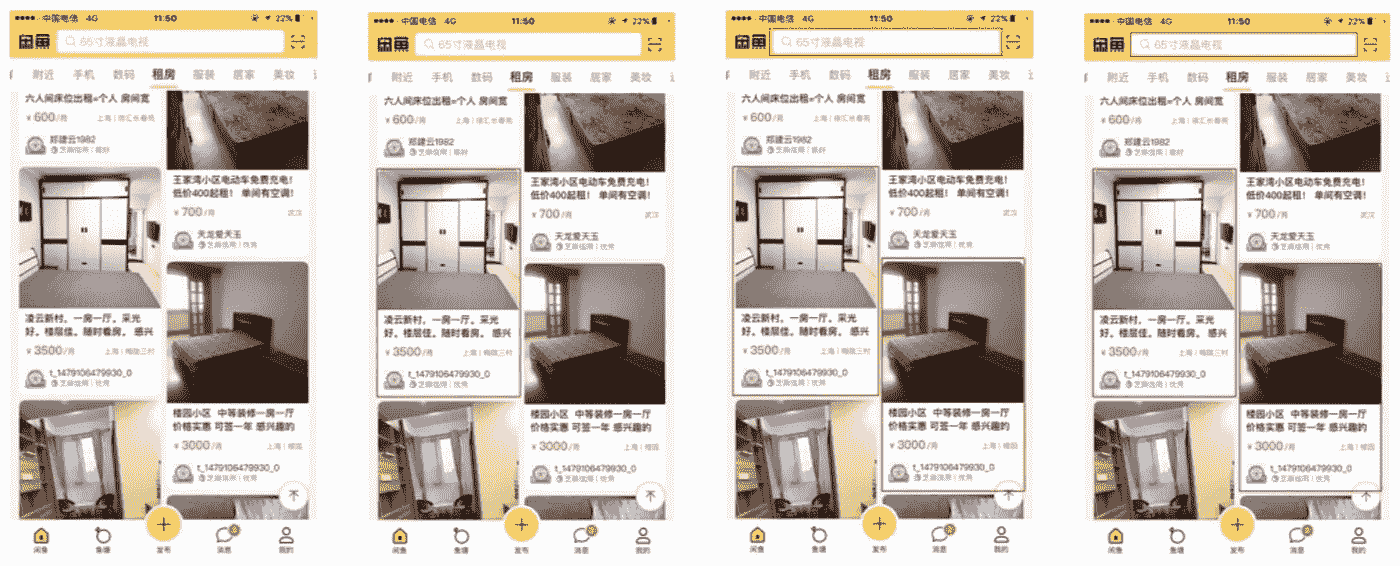 中国电信 4G 11:50 22%
闲鱼 65寸液晶电视
附近 手机 数码 租房 服装 居家 美妆
六人间床位出租=个人 房间宽
¥600/月 上海|徐汇长春苑
郑建云1982
芝麻信用|极好
王家湾小区电动车免费充电!
低价400起租! 单间有空调!
¥700/月 武汉
天龙爱天玉
芝麻信用|优秀
凌云新村,一房一厅。采光
好。楼层佳。随时看房。感兴
¥3500/月 上海|梅陇三村
t_1479106479930_0
芝麻信用|优秀
楼园小区 中等装修一房一厅
价格实惠 可签一年 感兴趣的
¥3000/月
t_1479106479930_0
芝麻信用|优秀
闲鱼 鱼塘 发布 消息 我的
中国电信 4G 11:50 22%
闲鱼 65寸液晶电视
附近 手机 数码 租房 服装 居家 美妆
六人间床位出租=个人 房间宽
¥600/月 上海|徐汇长春苑
郑建云1982
芝麻信用|极好
王家湾小区电动车免费充电!
低价400起租! 单间有空调!
¥700/月 武汉
天龙爱天玉
芝麻信用|优秀
凌云新村,一房一厅。采光
好。楼层佳。随时看房。感兴
¥3500/月 上海|梅陇三村
t_1479106479930_0
芝麻信用|优秀
楼园小区 中等装修一房一厅
价格实惠 可签一年 感兴趣的
¥3000/月
t_1479106479930_0
芝麻信用|优秀
闲鱼 鱼塘 发布 消息 我的
中国电信 4G 11:50 22%
闲鱼 65寸液晶电视
附近 手机 数码 租房 服装 居家 美妆
六人间床位出租=个人 房间宽
¥600/月 上海|徐汇长春苑
郑建云1982
芝麻信用|极好
王家湾小区电动车免费充电!
低价400起租! 单间有空调!
¥700/月 武汉
天龙爱天玉
芝麻信用|优秀
凌云新村,一房一厅。采光
好。楼层佳。随时看房。感兴
¥3500/月 上海|梅陇三村
t_1479106479930_0
芝麻信用|优秀
楼园小区 中等装修一房一厅
价格实惠 可签一年 感兴趣的
¥3000/月
t_1479106479930_0
芝麻信用|优秀
闲鱼 鱼塘 发布 消息 我的
中国电信 4G 11:50 22%
闲鱼 65寸液晶电视
附近 手机 数码 租房 服装 居家 美妆
六人间床位出租=个人 房间宽
¥600/月 上海|徐汇长春苑
郑建云1982
芝麻信用|极好
王家湾小区电动车免费充电!
低价400起租! 单间有空调!
¥700/月 武汉
天龙爱天玉
芝麻信用|优秀
凌云新村,一房一厅。采光
好。楼层佳。随时看房。感兴
¥3500/月 上海|梅陇三村
t_1479106479930_0
芝麻信用|优秀
楼园小区 中等装修一房一厅
价格实惠 可签一年 感兴趣的
¥3000/月
t_1479106479930_0
芝麻信用|优秀
闲鱼 鱼塘 发布 消息 我的